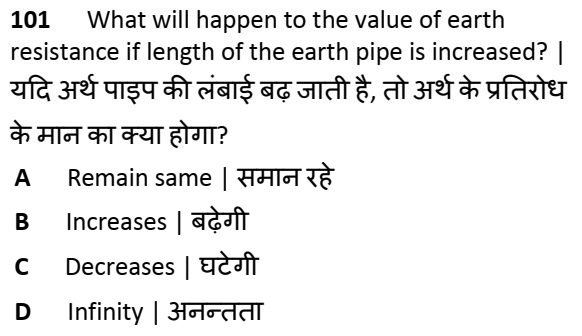 101 What will happen to the value of earth
resistance if length of the earth pipe is increased? |
यदि अर्थ पाइप की लंबाई बढ़ जाती है, तो अर्थ के प्रतिरोध
के मान का क्या होगा?
A Remain same | समान रहे
B Increases | बढ़ेगी
C Decreases | घटेगी
D Infinity | अनन्तता